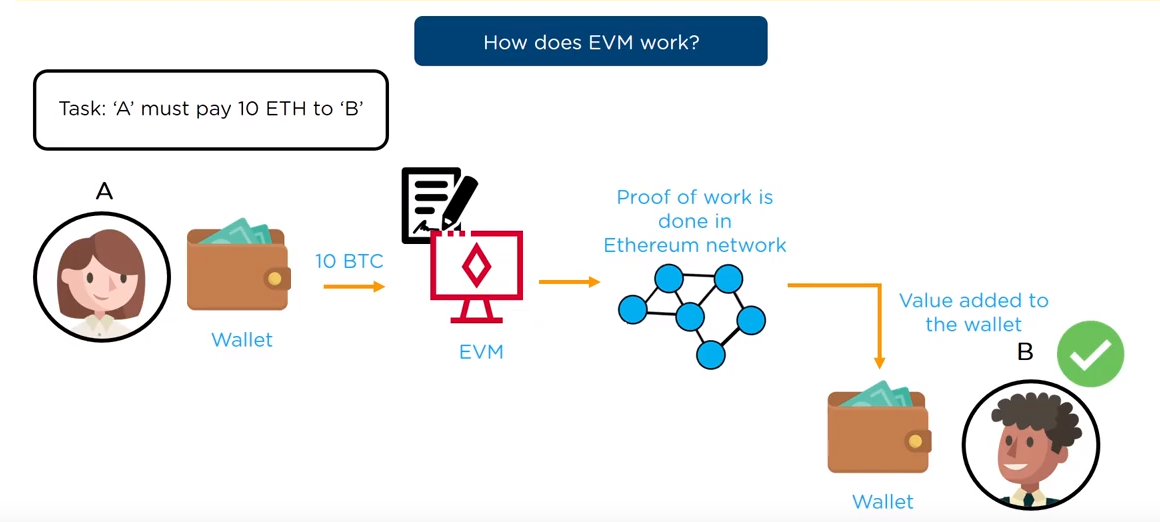 How does EVM work?
Task: ‘A’ must pay 10 ETH to ‘B’
A
Wallet
10 BTC
EVM
Proof of work is
done in
Ethereum network
Value added to
the wallet
B
Wallet